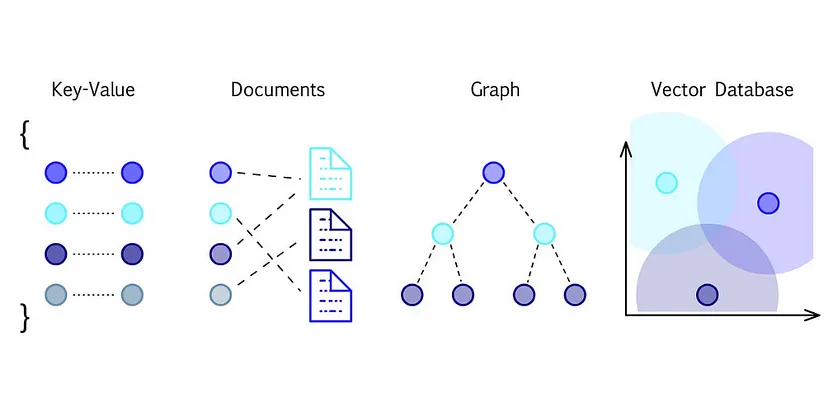 Key-Value
Documents
Graph
Vector Database
{
}